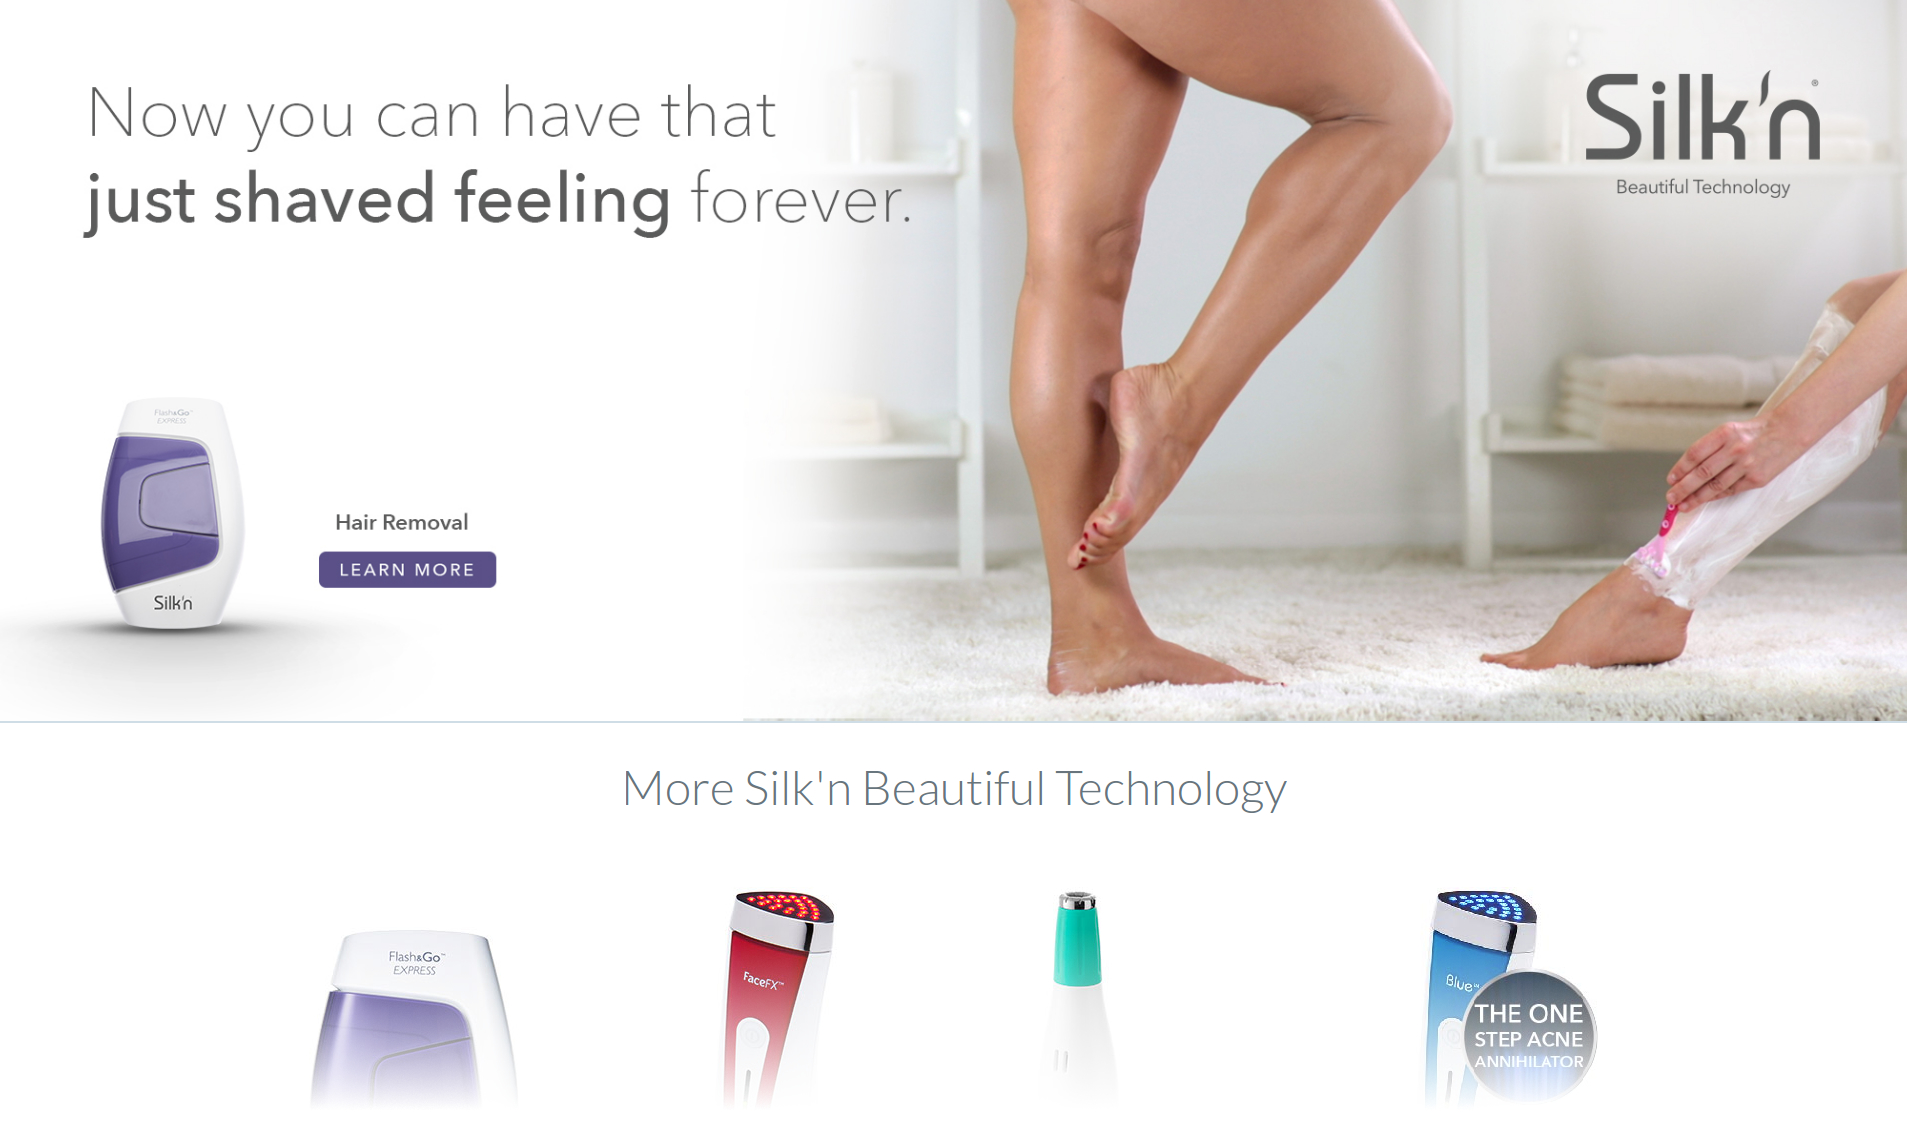 Now you can have that
just shaved feeling forever.
Silk'n®
Beautiful Technology
Flash&Go™
EXPRESS
Silk'n
Hair Removal
LEARN MORE
More Silk'n Beautiful Technology
Flash&Go™
EXPRESS
FaceFX™
Blue™
THE ONE
STEP ACNE
ANNIHILATOR